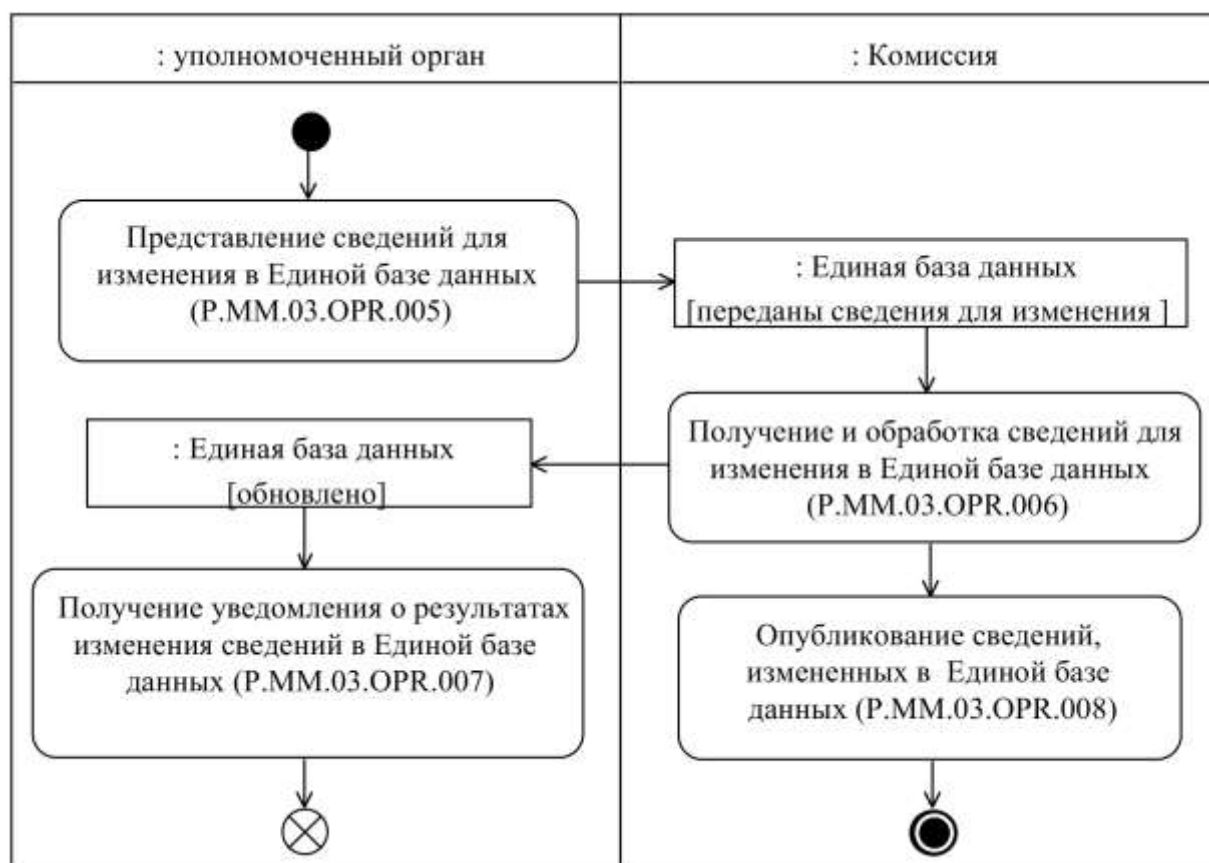 : уполномоченный орган
: Комиссия
Представление сведений для
изменения в Единой базе данных
(P.MM.03.OPR.005)
: Единая база данных
[переданы сведения для изменения ]
Получение и обработка сведений для
изменения в Единой базе данных
(P.MM.03.OPR.006)
: Единая база данных
[обновлено]
Получение уведомления о результатах
изменения сведений в Единой базе
данных (P.MM.03.OPR.007)
Опубликование сведений,
измененных в  Единой базе
данных (P.MM.03.OPR.008)